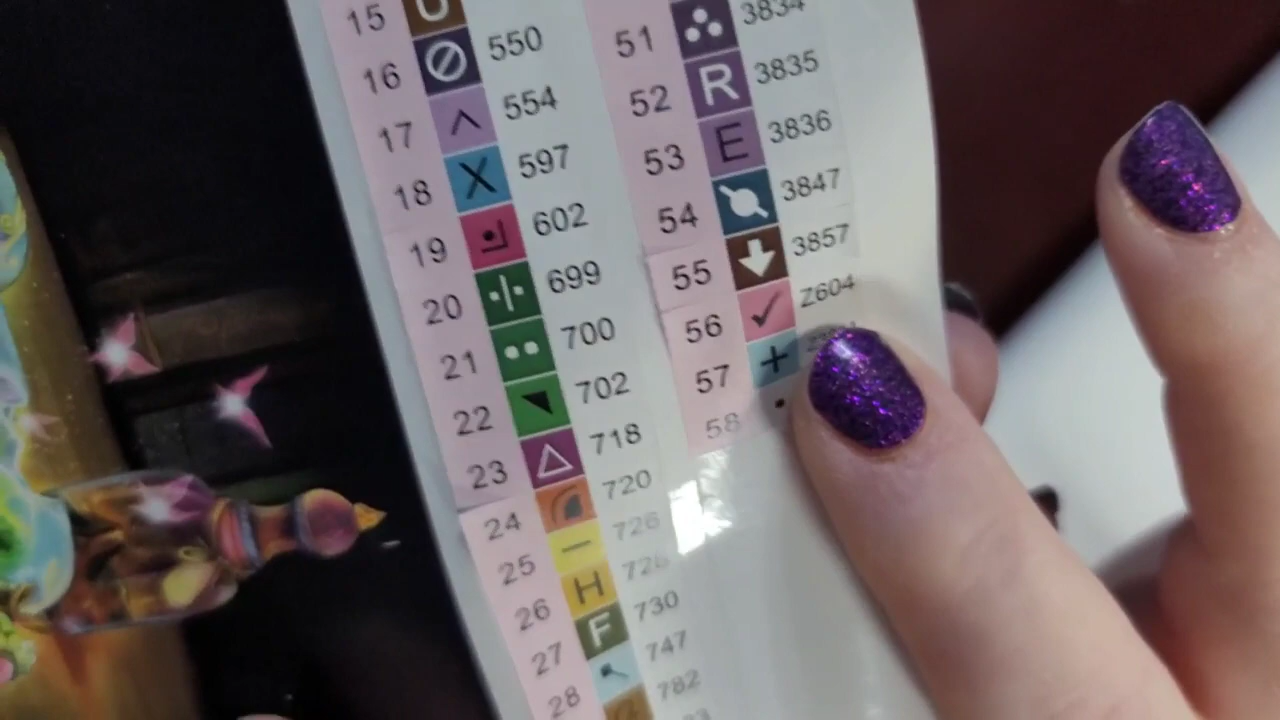 15 U
16 550
17 ^ 554
18 X 597
19 602
20 699
21 700
22 702
23 718
24 720
25 – 726
26 H
27 F 730
28 747
782
3834
51
52 R 3835
53 E 3836
54 3847
55 3857
56 ✓ Z604
57 +
58